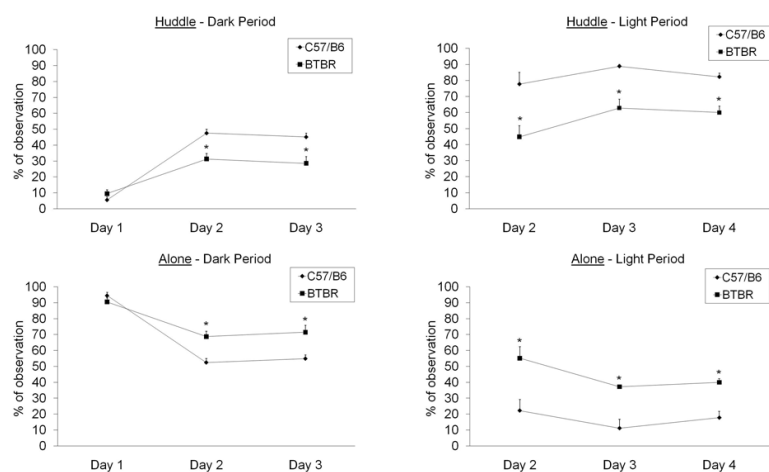 Huddle - Dark Period
C57/B6
BTBR
% of observation
100
90
80
70
60
50
40
30
20
10
0
*
*
Day 1 Day 2 Day 3
Huddle - Light Period
C57/B6
BTBR
% of observation
100
90
80
70
60
50
40
30
20
10
0
*
*
*
Day 2 Day 3 Day 4
Alone - Dark Period
C57/B6
BTBR
% of observation
100
90
80
70
60
50
40
30
20
10
0
*
*
Day 1 Day 2 Day 3
Alone - Light Period
C57/B6
BTBR
% of observation
100
90
80
70
60
50
40
30
20
10
0
*
*
*
Day 2 Day 3 Day 4